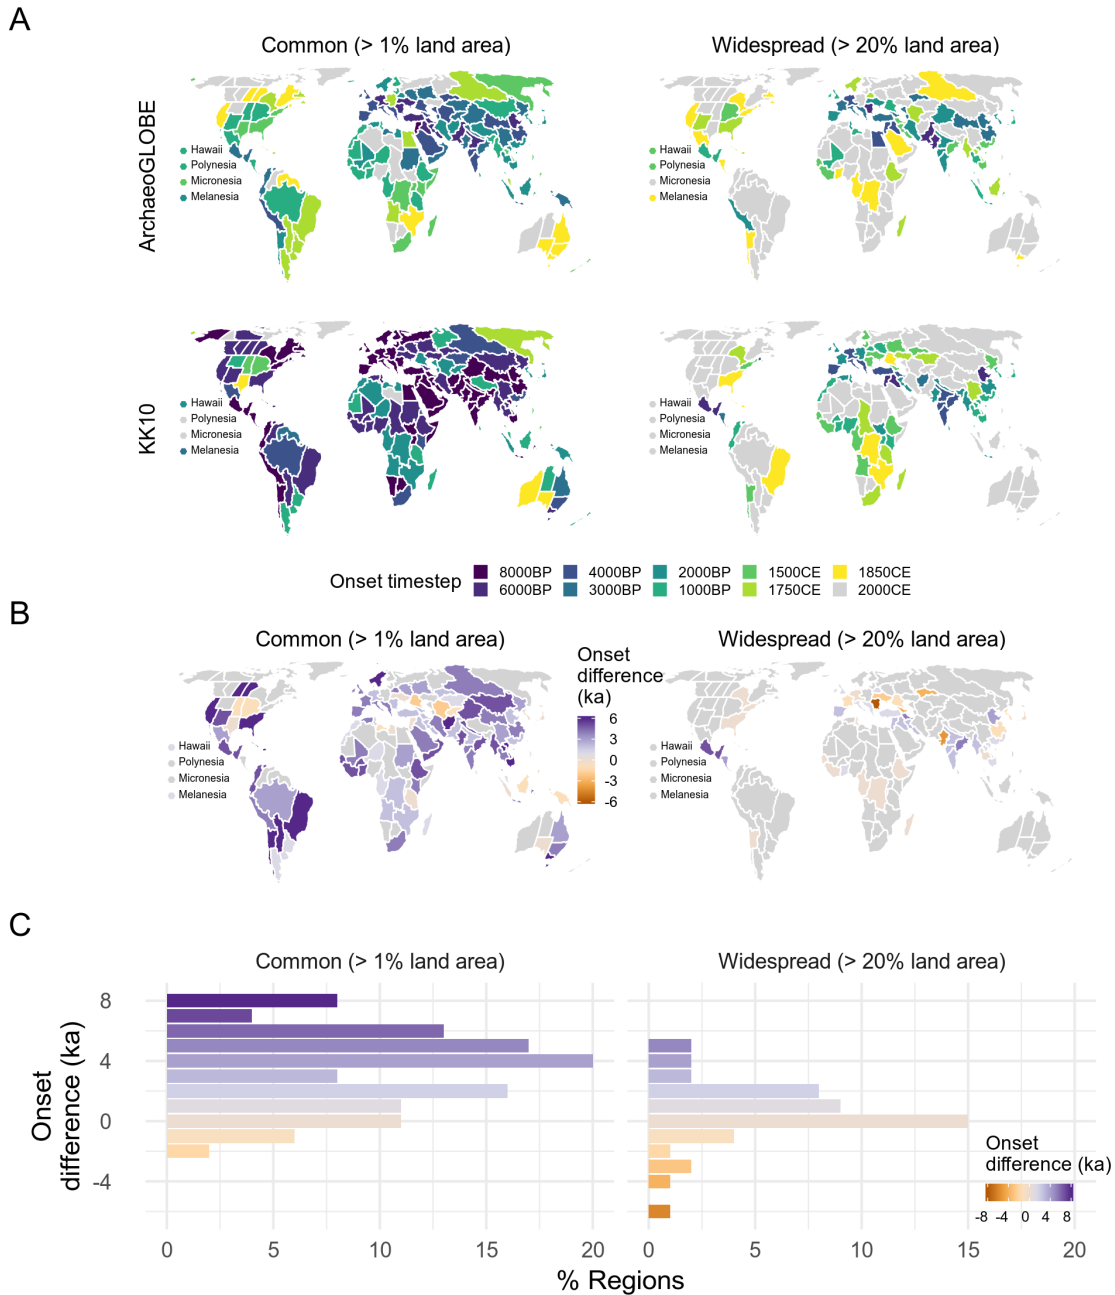 A
Common (> 1% land area)
Widespread (> 20% land area)
ArchaeoGLOBE
Hawaii
Polynesia
Micronesia
Melanesia
Hawaii
Polynesia
Micronesia
Melanesia
KK10
Hawaii
Polynesia
Micronesia
Melanesia
Hawaii
Polynesia
Micronesia
Melanesia
Onset timestep
8000BP 4000BP 2000BP 1500CE 1850CE
6000BP 3000BP 1000BP 1750CE 2000CE
B
Common (> 1% land area)
Widespread (> 20% land area)
Onset
difference
(ka)
6
3
0
-3
-6
Hawaii
Polynesia
Micronesia
Melanesia
Hawaii
Polynesia
Micronesia
Melanesia
C
Common (> 1% land area)
Widespread (> 20% land area)
Onset
difference (ka)
8
4
0
-4
Onset
difference (ka)
-8 -4 0 4 8
0 5 10 15 20
0 5 10 15 20
% Regions